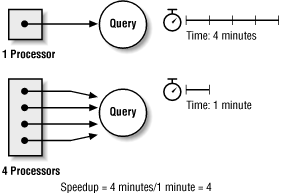 Query
Time: 4 minutes
1 Processor
Query
Time: 1 minute
4 Processors
Speedup = 4 minutes/1 minute = 4